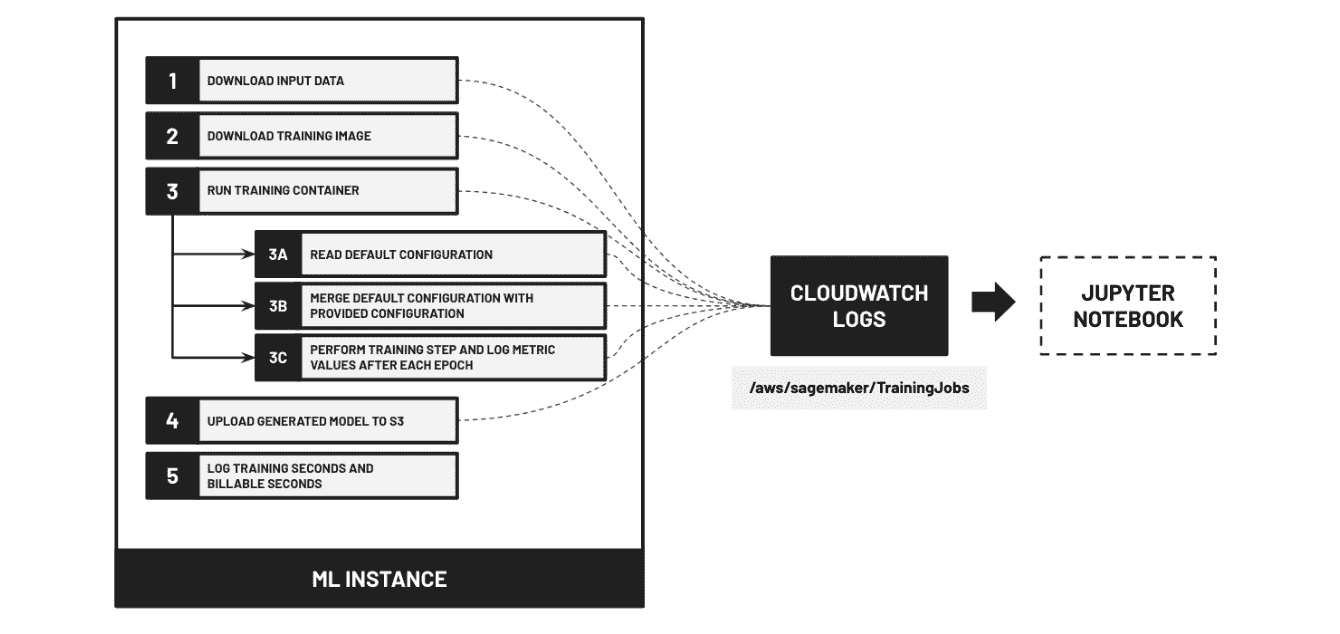 1
DOWNLOAD INPUT DATA
2
DOWNLOAD TRAINING IMAGE
3
RUN TRAINING CONTAINER
3A
READ DEFAULT CONFIGURATION
3B
MERGE DEFAULT CONFIGURATION WITH
PROVIDED CONFIGURATION
3C
PERFORM TRAINING STEP AND LOG METRIC
VALUES AFTER EACH EPOCH
4
UPLOAD GENERATED MODEL TO S3
5
LOG TRAINING SECONDS AND
BILLABLE SECONDS
ML INSTANCE
CLOUDWATCH
LOGS
/aws/sagemaker/TrainingJobs
JUPYTER
NOTEBOOK